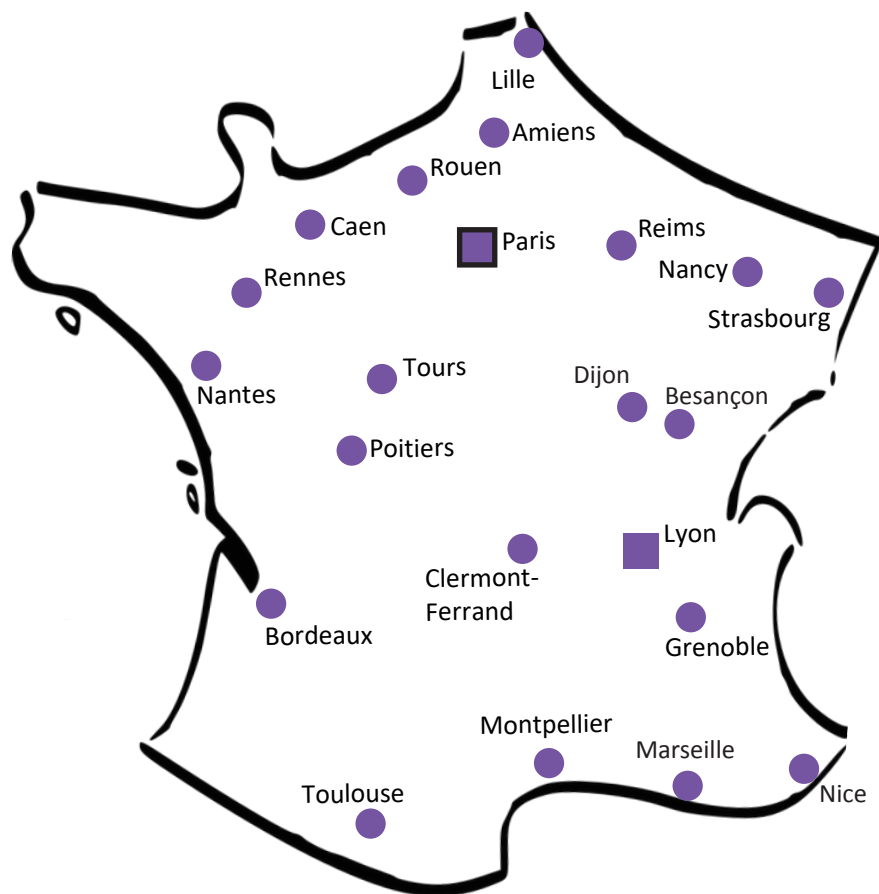 Lille
Amiens
Rouen
Caen
Paris
Reims
Nancy
Rennes
Strasbourg
Tours
Dijon
Nantes
Besançon
Poitiers
Lyon
Clermont-
Ferrand
Bordeaux
Grenoble
Montpellier
Marseille
Toulouse
Nice